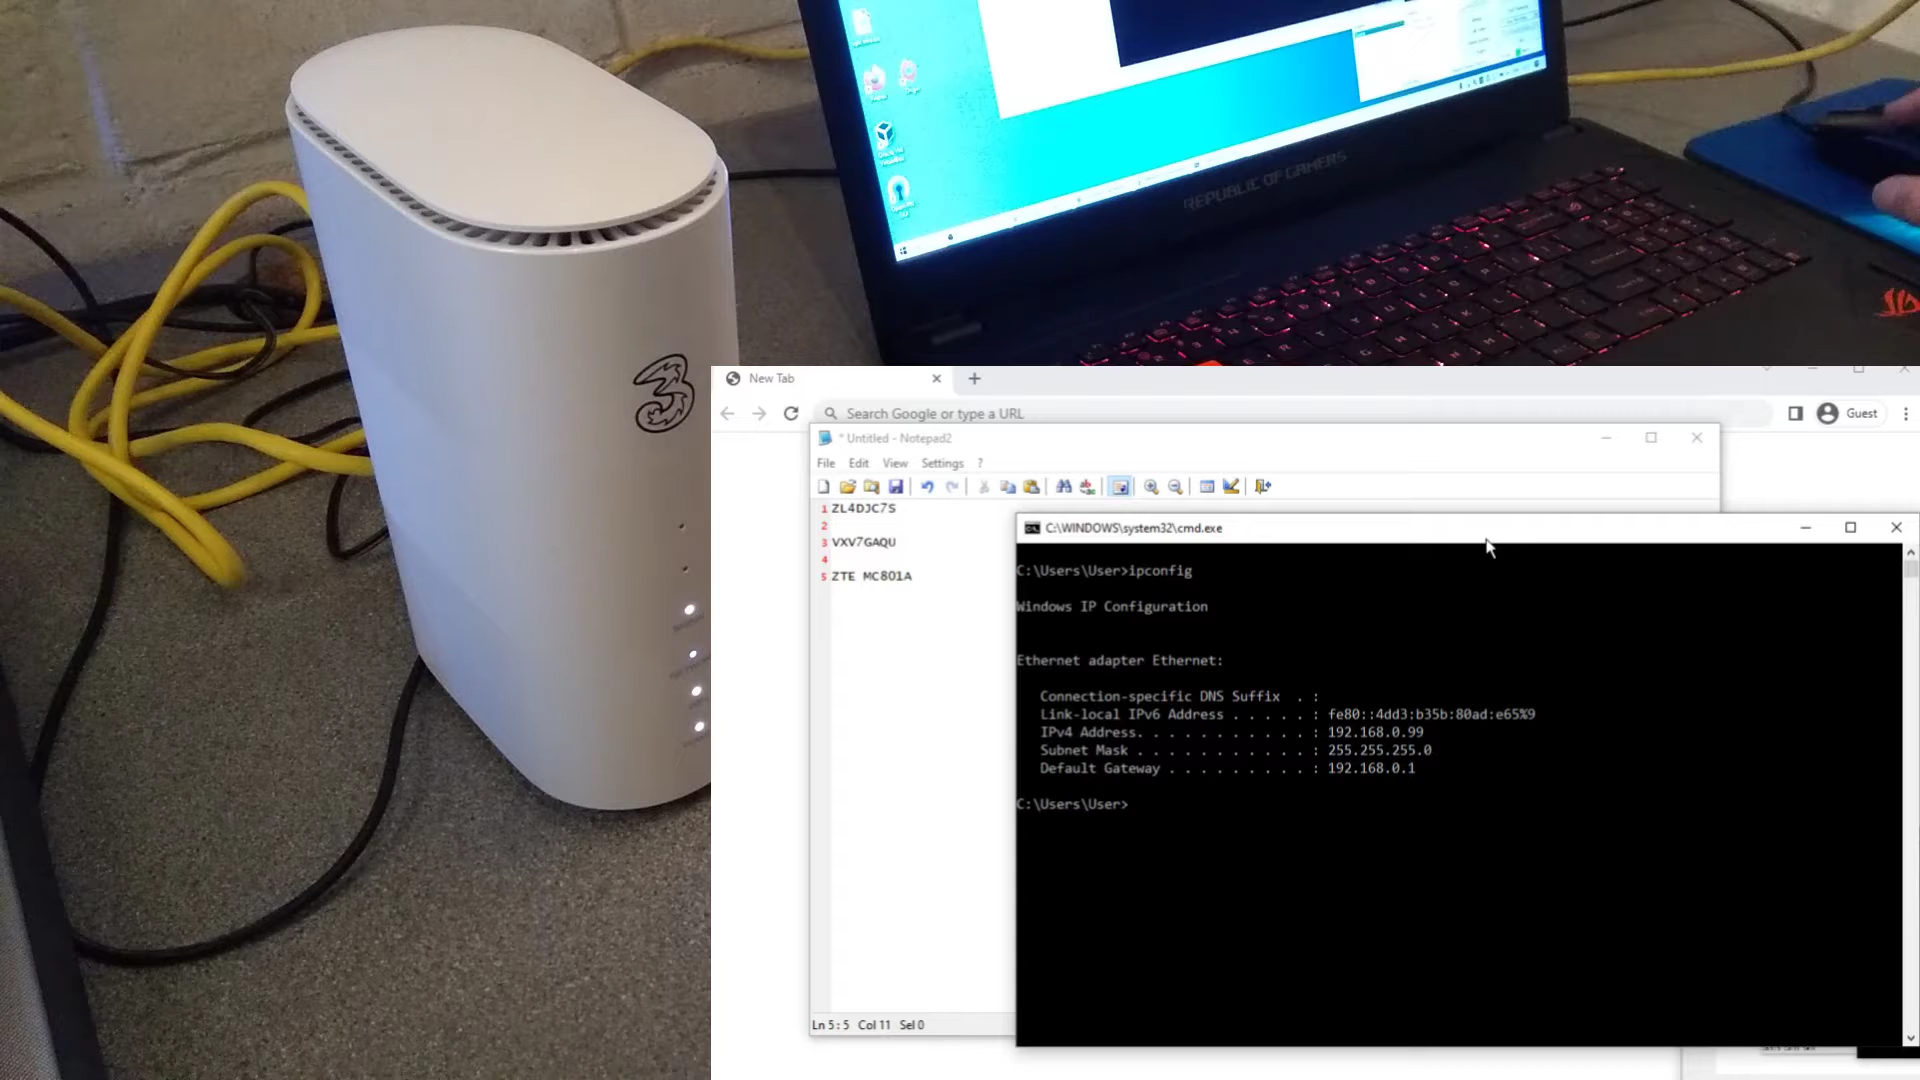 REPUBLIC OF GAMERS
3
New Tab
Search Google or type a URL
Guest
* Untitled - Notepad2
File Edit View Settings ?
1 ZL4DJC7S
2
3 VXV7GAQU
4
5 ZTE MC801A
Ln 5:5 Col 11 Sel 0
C:\WINDOWS\system32\cmd.exe
C:\Users\User>ipconfig
Windows IP Configuration
Ethernet adapter Ethernet:
Connection-specific DNS Suffix . :
Link-local IPv6 Address . . . . . : fe80::4dd3:b35b:80ad:e65%9
IPv4 Address. . . . . . . . . . . : 192.168.0.99
Subnet Mask . . . . . . . . . . . : 255.255.255.0
Default Gateway . . . . . . . . . : 192.168.0.1
C:\Users\User>